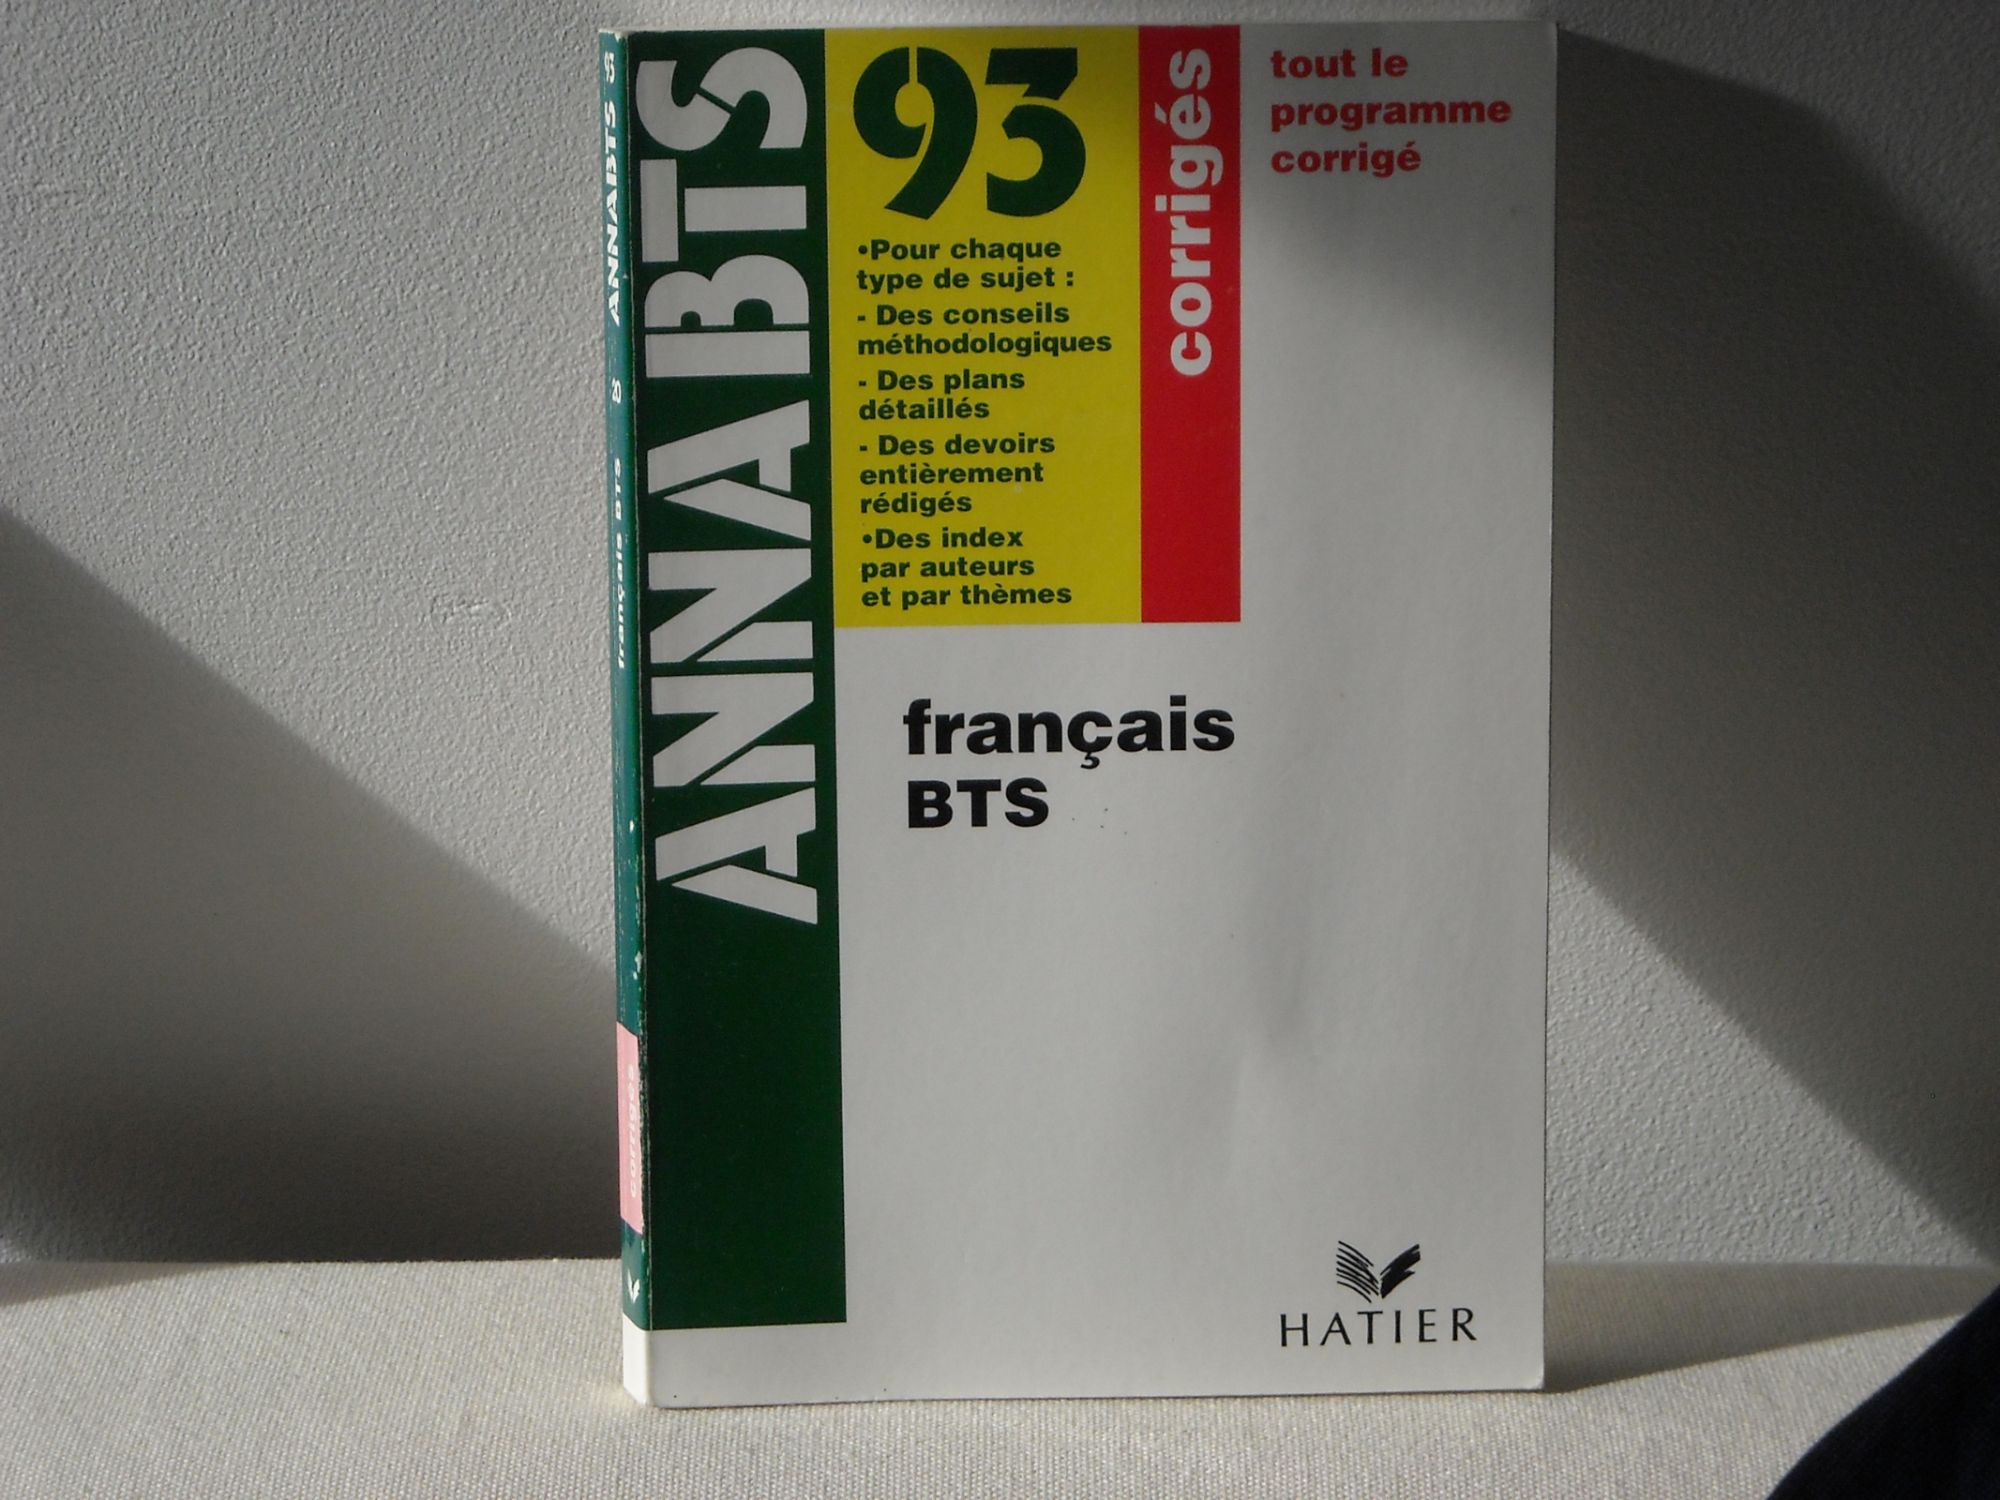 ANNABTS
93
•Pour chaque
type de sujet :
- Des conseils
méthodologiques
- Des plans
détaillés
- Des devoirs
entièrement
rédigés
•Des index
par auteurs
et par thèmes
corrigés
tout le
programme
corrigé
français
BTS
HATIER
ANNABTS
français BTS
corrigés